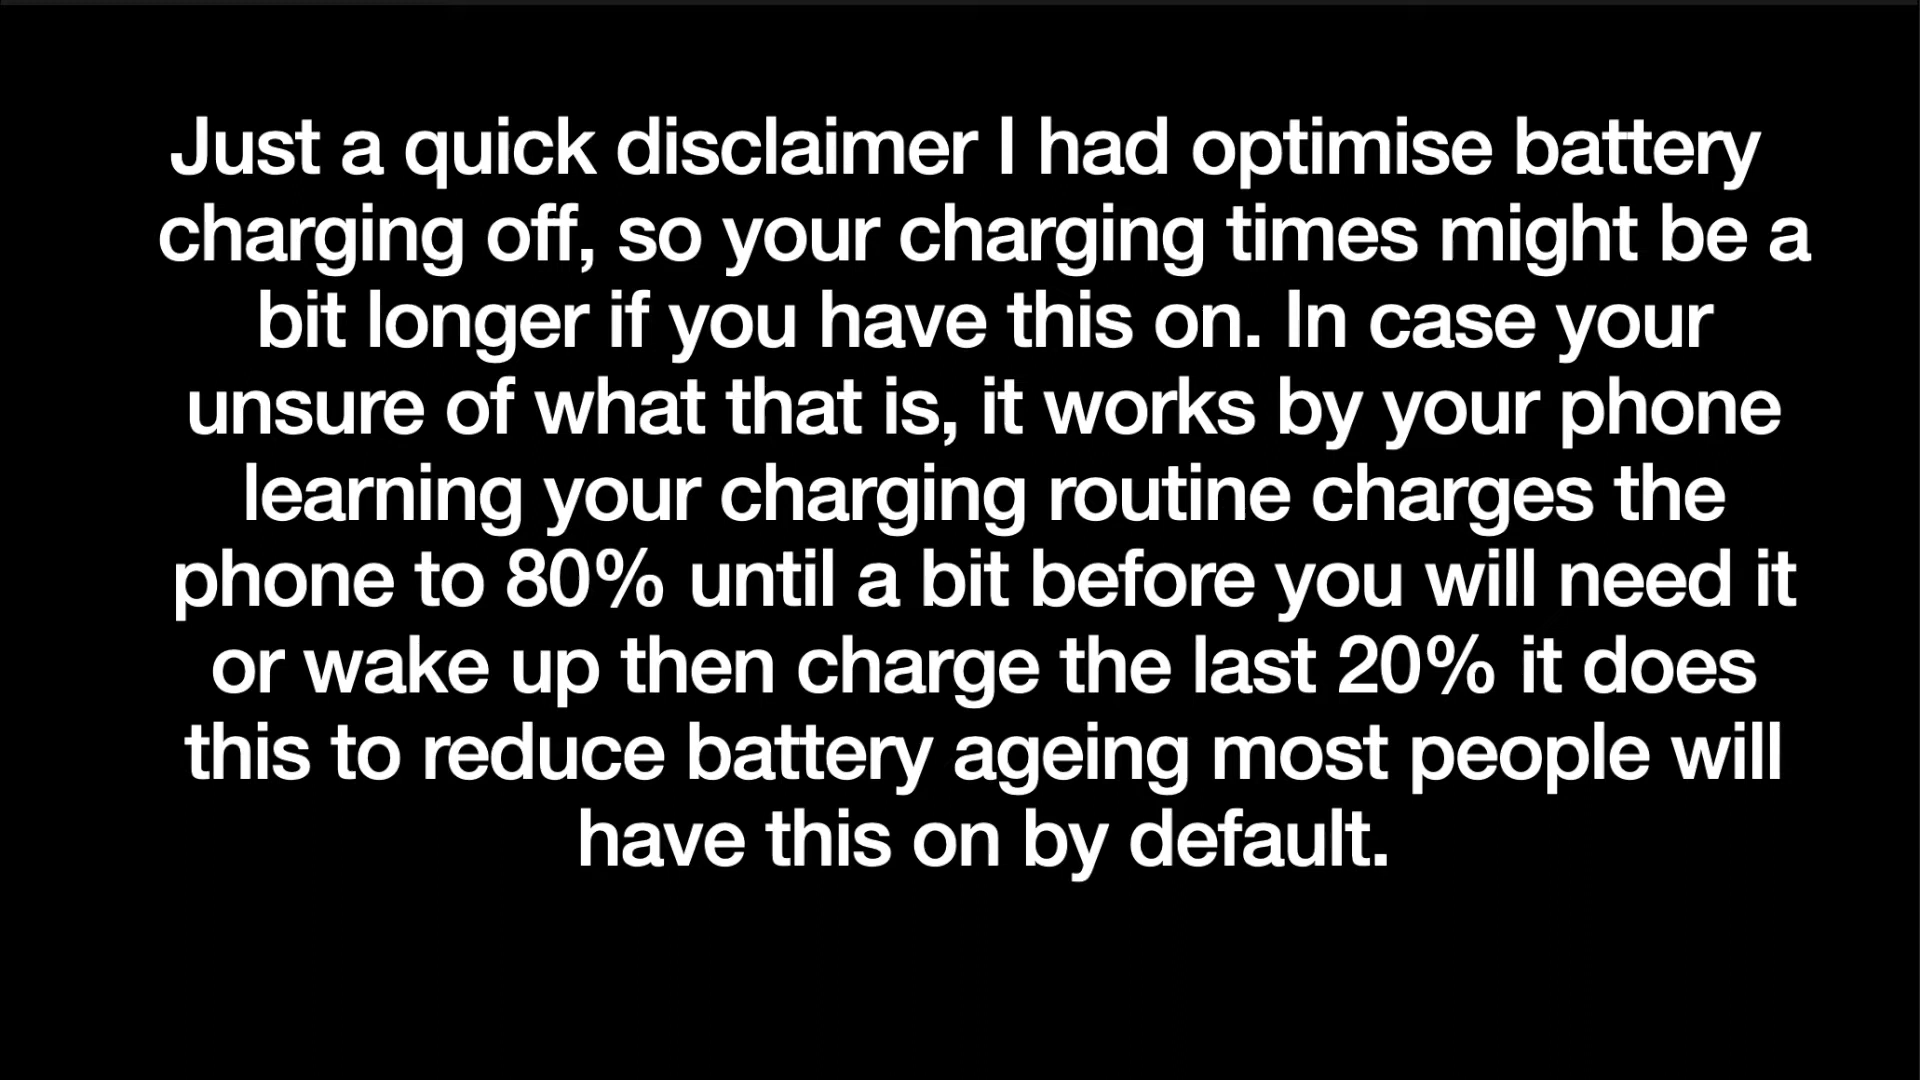 Just a quick disclaimer I had optimise battery
charging off, so your charging times might be a
bit longer if you have this on. In case your
unsure of what that is, it works by your phone
learning your charging routine charges the
phone to 80% until a bit before you will need it
or wake up then charge the last 20% it does
this to reduce battery ageing most people will
have this on by default.